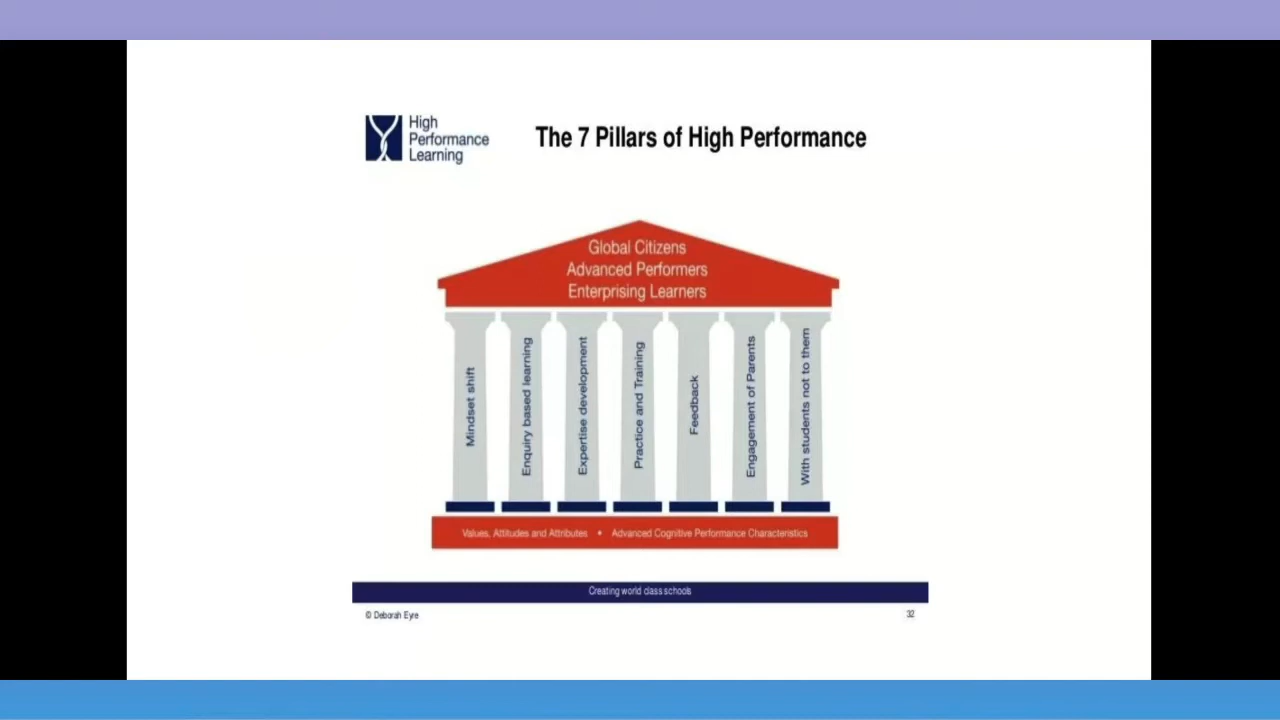 High
Performance
Learning
The 7 Pillars of High Performance
Global Citizens
Advanced Performers
Enterprising Learners
Mindset shift
Enquiry based learning
Expertise development
Practice and Training
Feedback
Engagement of Parents
With students not to them
Values, Attitudes and Attributes • Advanced Cognitive Performance Characteristics
Creating world class schools
© Deborah Eyre
32